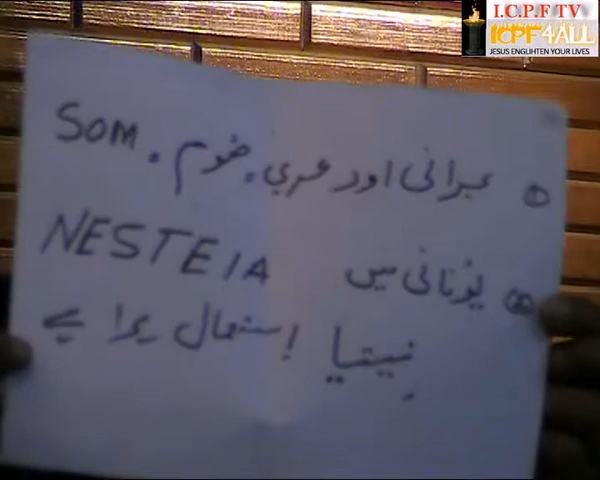 I.C.P.F TV
ICPF4ALL
JESUS ENGLIHTEN YOUR LIVES
① عبرانی اور عربی. صوم. SOM
② یونانی میں NESTEIA
نیستیا استعمال ہوا ہے